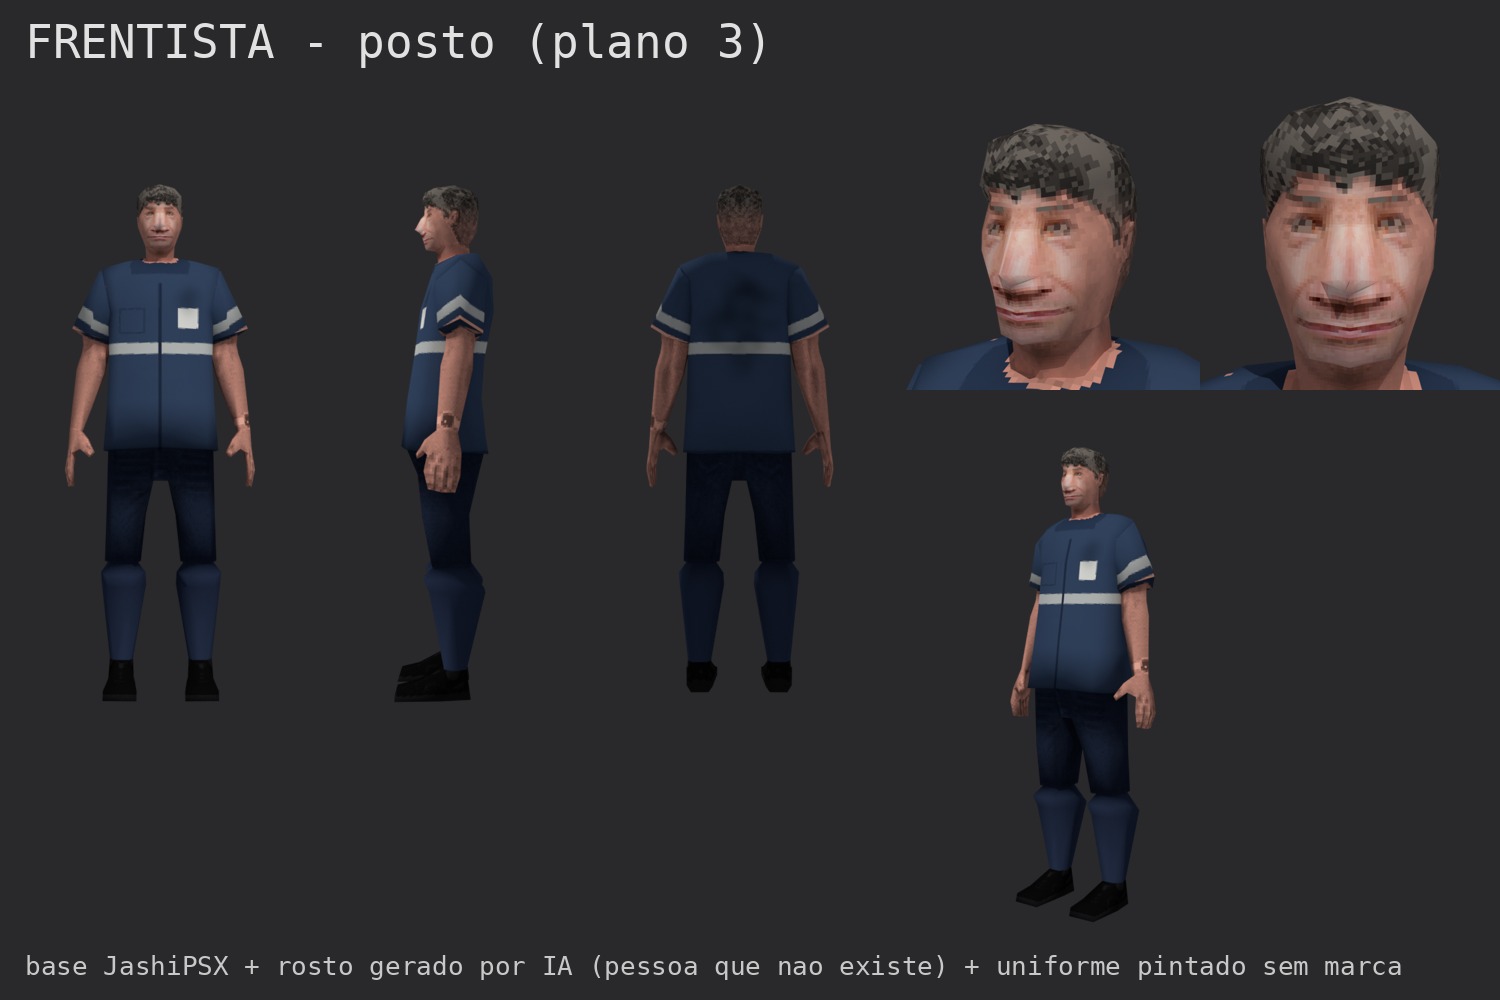 FRENTISTA - posto (plano 3)
base JashiPSX + rosto gerado por IA (pessoa que nao existe) + uniforme pintado sem marca